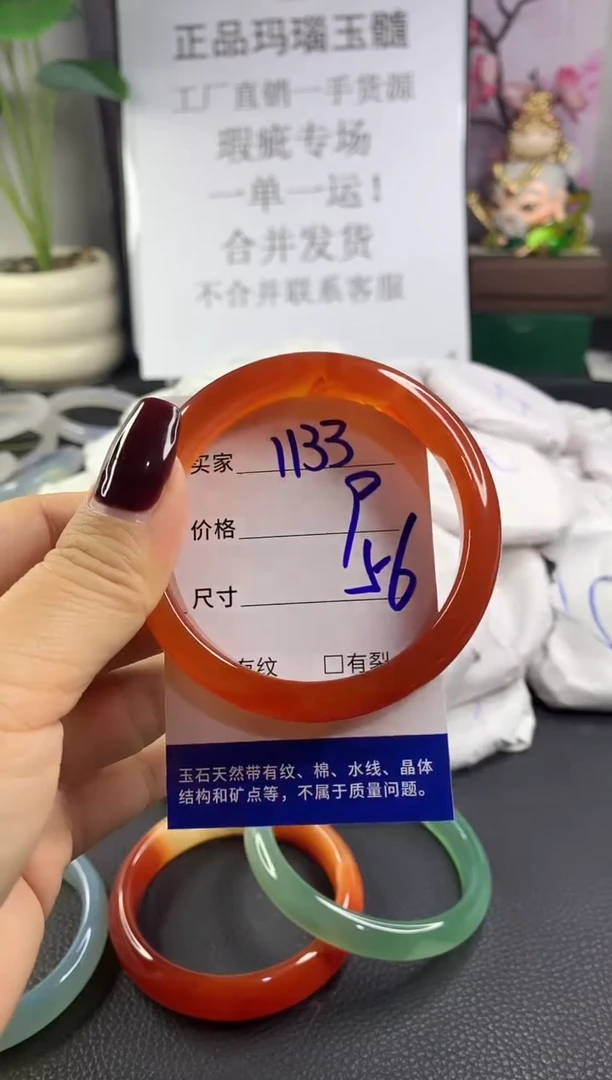 正品玛瑙玉髓
工厂直销一手货源
瑕疵专场
一单一运！
合并发货
不合并联系客服
买家 1133
P
价格
尺寸 56
有纹 □有裂
玉石天然带有纹、棉、水线、晶体
结构和矿点等，不属于质量问题。